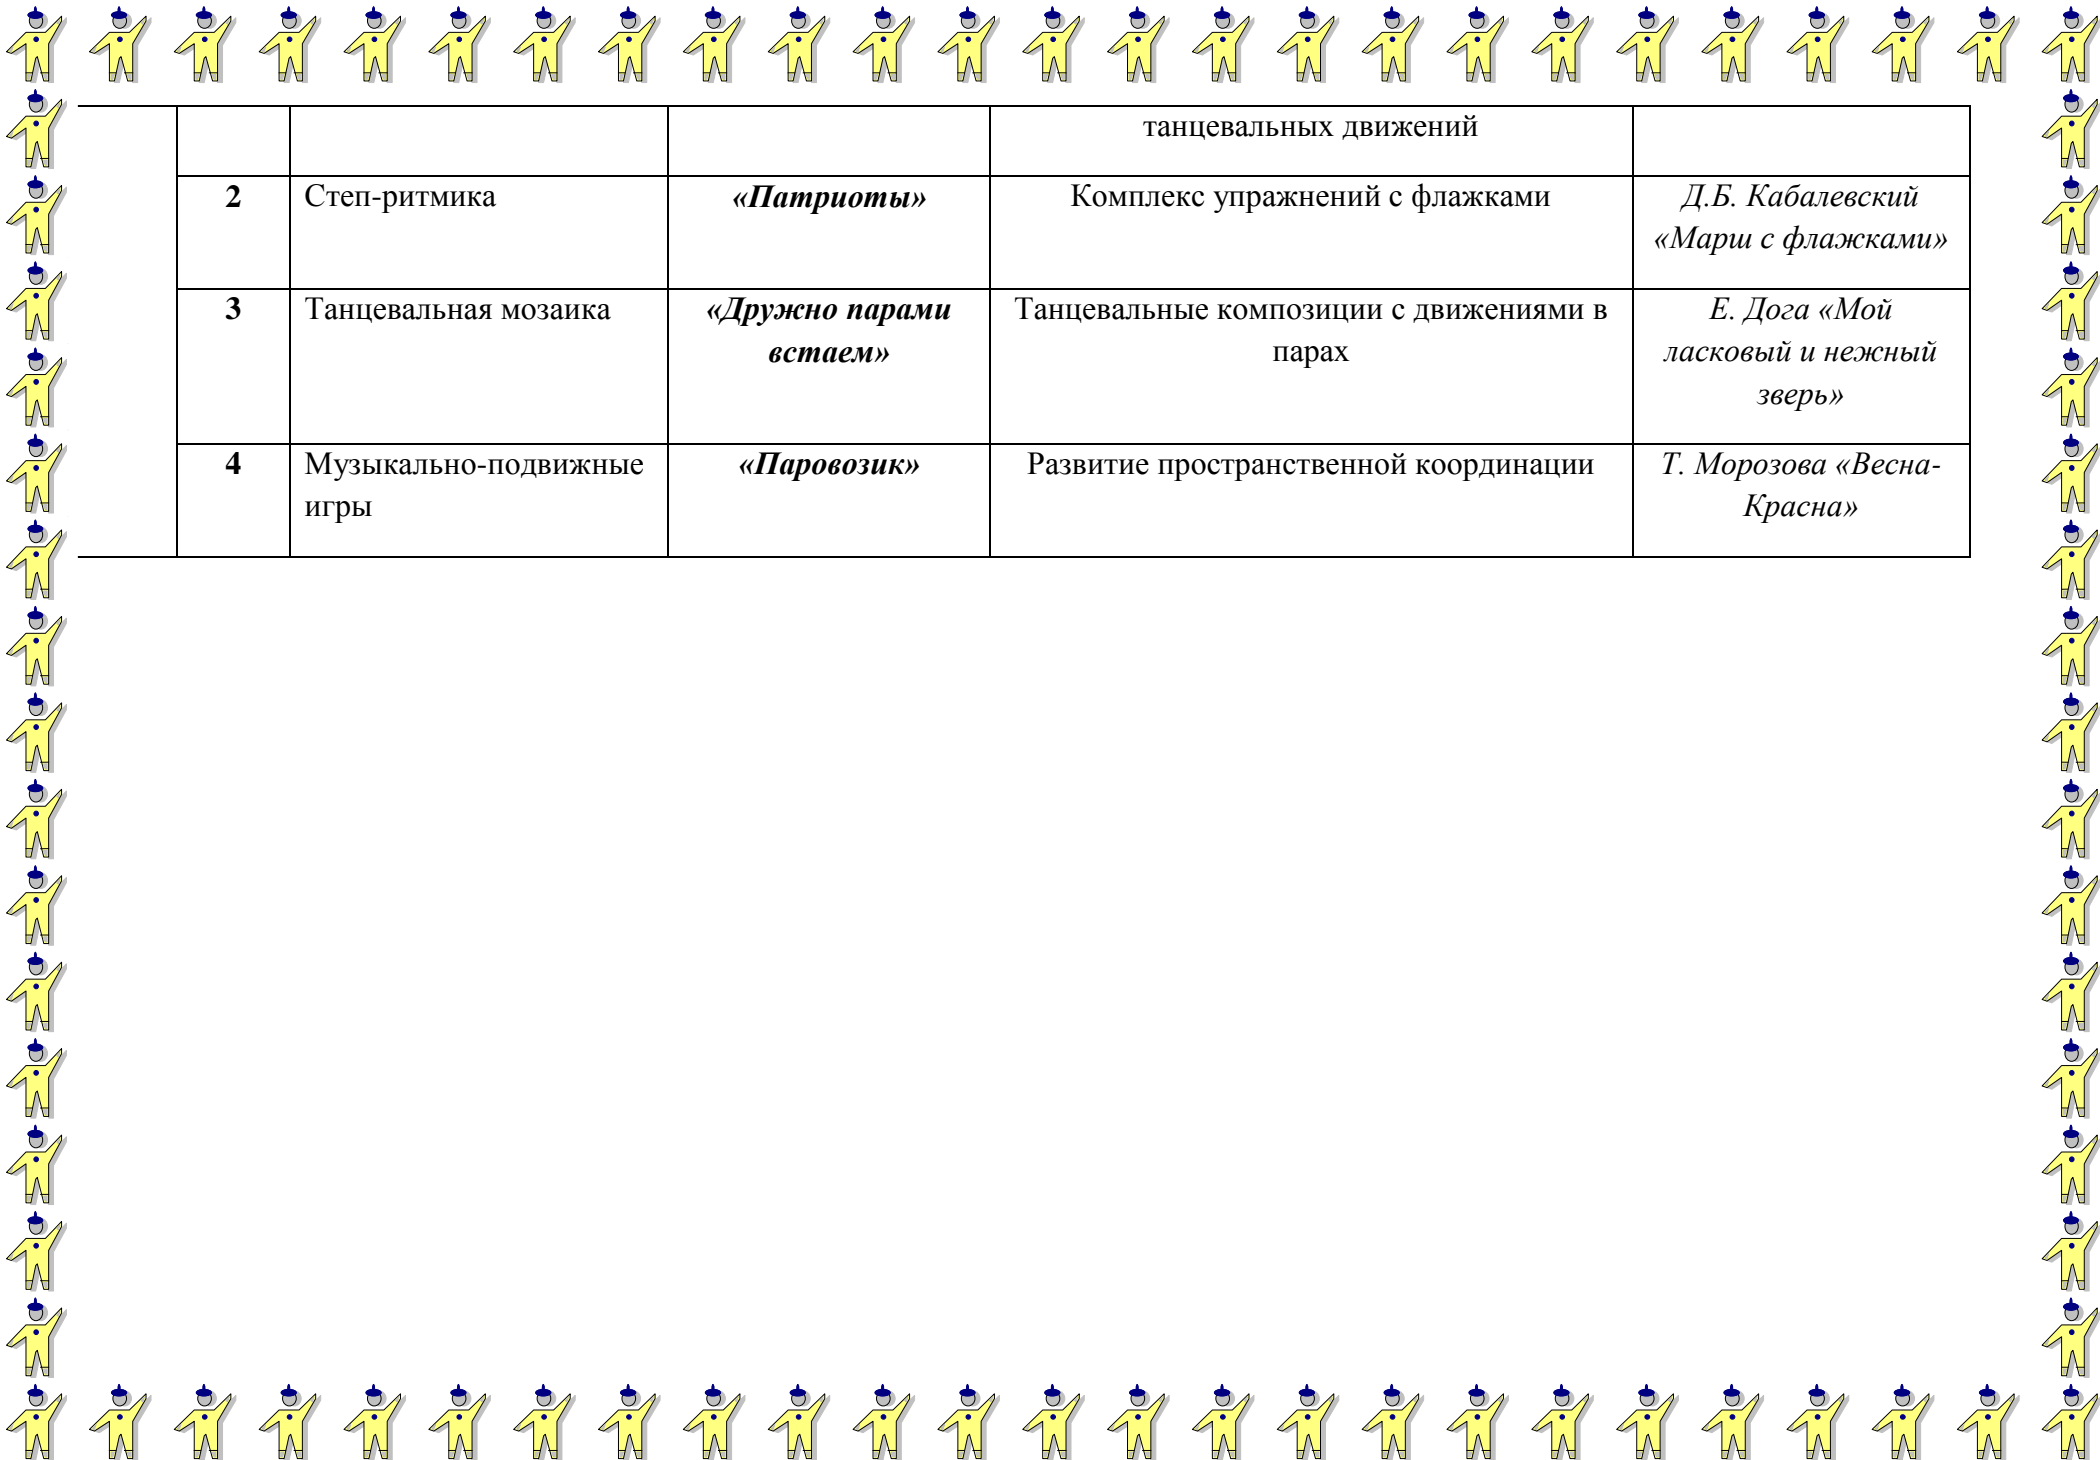 танцевальных движений
2 Степ-ритмика «Патриоты» Комплекс упражнений с флажками Д.Б. Кабалевский
«Марш с флажками»
3 Танцевальная мозаика «Дружно парами Танцевальные композиции с движениями в Е. Дога «Мой
встаем» парах ласковый и нежный
зверь»
4 Музыкально-подвижные «Паровозик» Развитие пространственной координации Т. Морозова «Весна-
игры Красна»